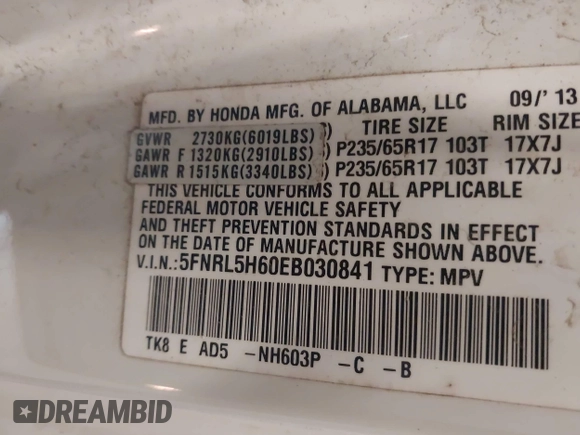 MFD. BY HONDA MFG. OF ALABAMA, LLC 09/' 13
GVWR 2730KG(6019LBS) ) TIRE SIZE RIM SIZE
GAWR F 1320KG(2910LBS) ) P235/65R17 103T 17X7J
GAWR R 1515KG(3340LBS) ) P235/65R17 103T 17X7J
THIS VEHICLE CONFORMS TO ALL APPLICABLE
FEDERAL MOTOR VEHICLE SAFETY
AND THEFT PREVENTION STANDARDS IN EFFECT
ON THE DATE OF MANUFACTURE SHOWN ABOVE.
V.I.N.:5FNRL5H60EB030841 TYPE: MPV
TK8 E AD5 -NH603P -C -B
DREAMBID